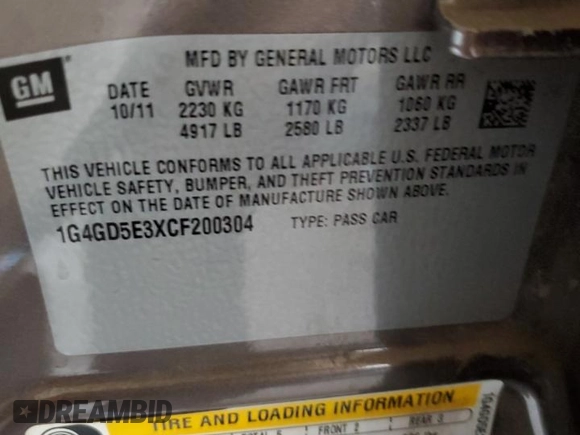 GM
MFD BY GENERAL MOTORS LLC
DATE GVWR GAWR FRT GAWR RR
10/11 2230 KG 1170 KG 1060 KG
4917 LB 2580 LB 2337 LB
THIS VEHICLE CONFORMS TO ALL APPLICABLE U.S. FEDERAL MOTOR
VEHICLE SAFETY, BUMPER, AND THEFT PREVENTION STANDARDS IN
EFFECT ON THE DATE OF MANUFACTURE SHOWN ABOVE.
1G4GD5E3XCF200304 TYPE: PASS CAR
TIRE AND LOADING INFORMATION
FRONT 2 REAR
DREAMBID